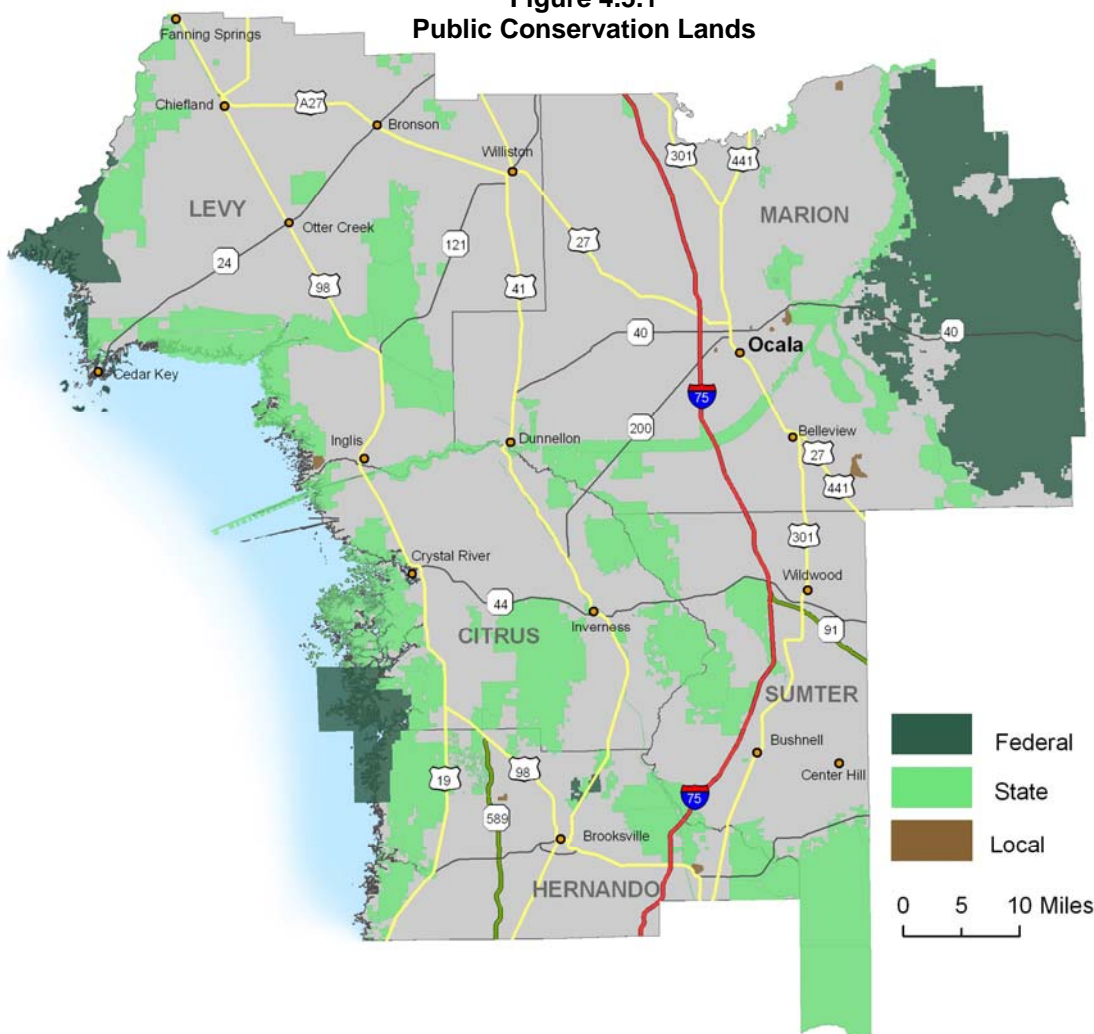 Figure 4.5.1
Public Conservation Lands
Fanning Springs
Chiefland
A27
Bronson
Williston
301
441
LEVY
MARION
Otter Creek
121
27
24
98
41
40
40
Ocala
Cedar Key
75
200
Inglis
Dunnellon
Belleview
27
441
301
Crystal River
Wildwood
44
Inverness
CITRUS
91
SUMTER
Bushnell
Center Hill
19
98
75
589
Brooksville
HERNANDO
Federal
State
Local
0 5 10 Miles